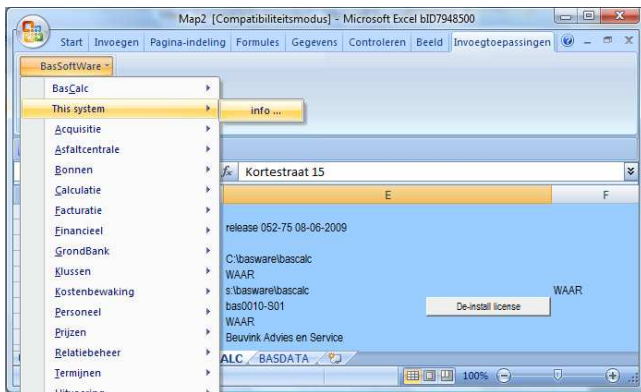 Map2 [Compatibiliteitsmodus] - Microsoft Excel bID7948500
Start Invoegen Pagina-indeling Formules Gegevens Controleren Beeld Invoegtoepassingen
BasSoftWare
BasCalc
This system
info ...
Acquisitie
Asfaltcentrale
Bonnen
Calculatie
Facturatie
Financieel
GrondBank
Klussen
Kostenbewaking
Personeel
Prijzen
Relatiebeheer
Termijnen
fx Kortestraat 15
E F
release 052-75 08-06-2009
C:\basware\bascalc
WAAR
s:\basware\bascalc WAAR
bas0010-S01 De-install license
WAAR
Beuvink Advies en Service
ALC BASDATA
100%